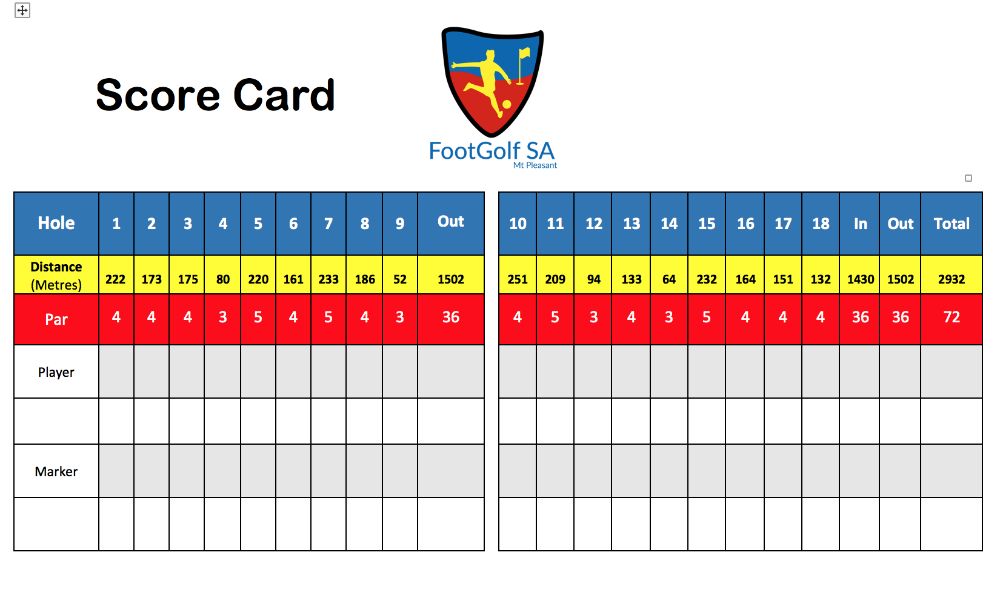 Score Card
FootGolf SA
Mt Pleasant
Hole 1 2 3 4 5 6 7 8 9 Out
Distance
(Metres) 222 173 175 80 220 161 233 186 52 1502
Par 4 4 4 3 5 4 5 4 3 36
Player
Marker
10 11 12 13 14 15 16 17 18 In Out Total
251 209 94 133 64 232 164 151 132 1430 1502 2932
4 5 3 4 3 5 4 4 4 36 36 72